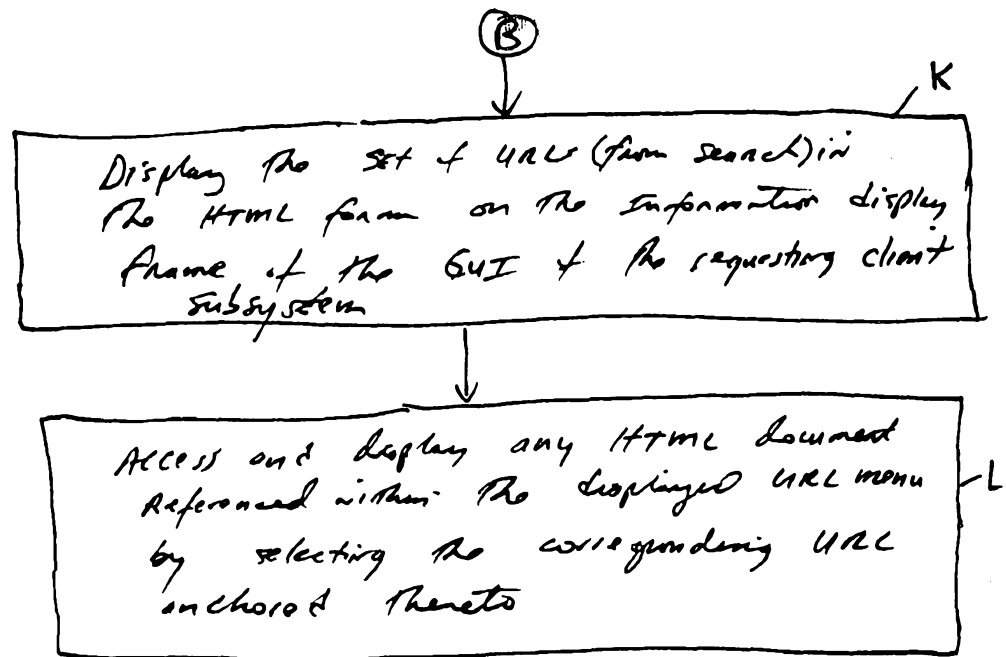 B
K
Display the set of URLs (from search) in
the HTML form on the Information display
frame of the GUI of the requesting client
subsystem
Access and display any HTML document
Referenced within the displayed URL menu
L
by selecting the corresponding URL
anchored thereto